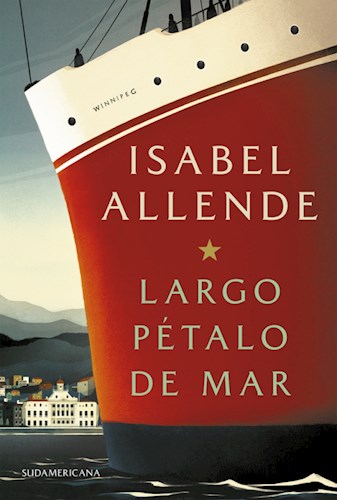 WINNIPEG
ISABEL
ALLENDE
LARGO
PÉTALO
DE MAR
SUDAMERICANA